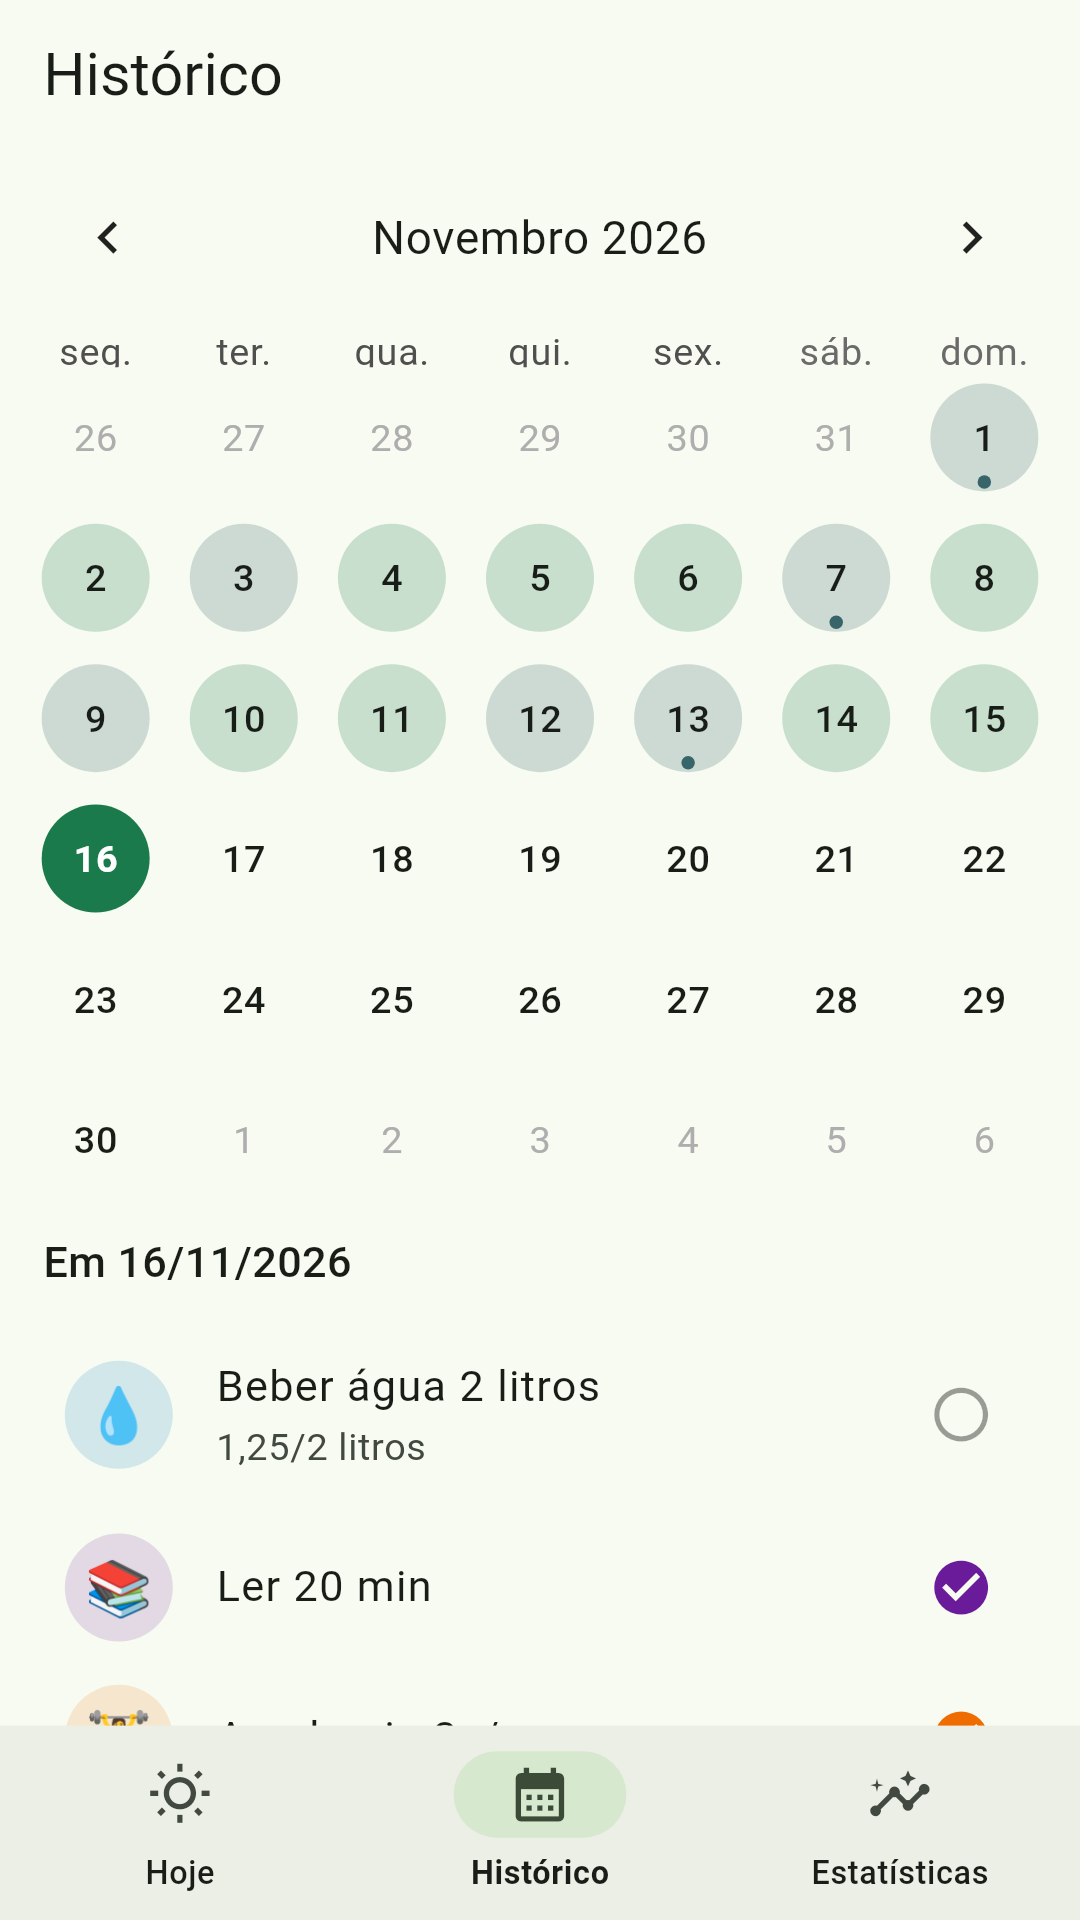 Histórico
Novembro 2026
seg. ter. qua. qui. sex. sáb. dom.
26 27 28 29 30 31 1
2 3 4 5 6 7 8
9 10 11 12 13 14 15
16 17 18 19 20 21 22
23 24 25 26 27 28 29
30 1 2 3 4 5 6
Em 16/11/2026
Beber água 2 litros
1,25/2 litros
Ler 20 min
Hoje Histórico Estatísticas